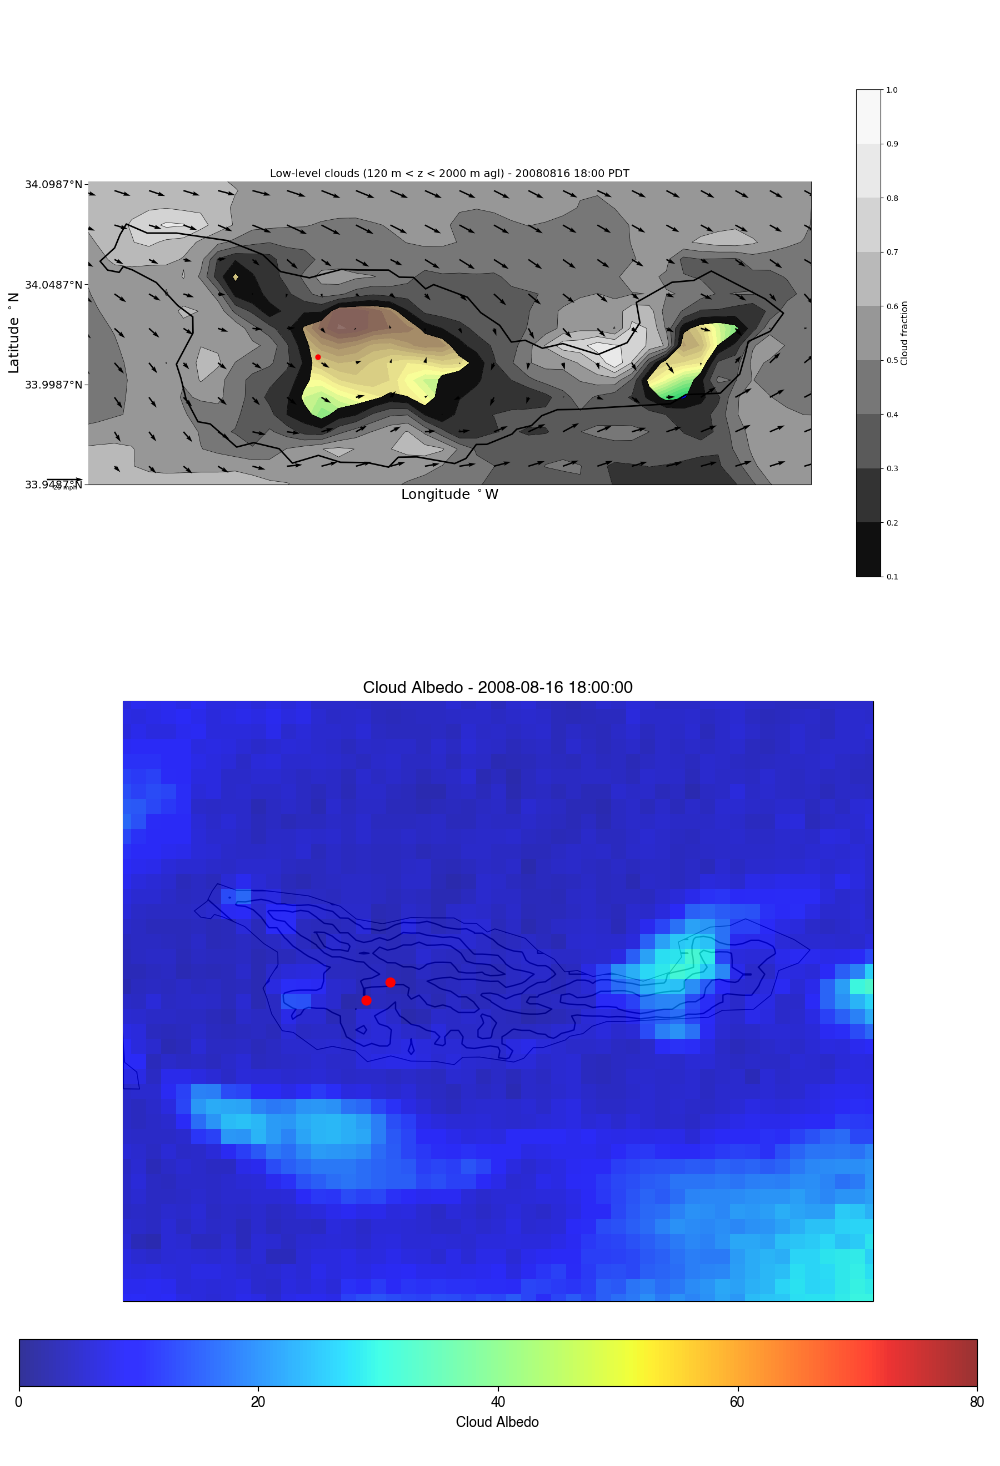 Low-level clouds (120 m < z < 2000 m agl) - 20080816 18:00 PDT
34.0987°N
34.0487°N
33.9987°N
33.9487°N
Latitude °N
Longitude °W
1.0
0.9
0.8
0.7
0.6
0.5
0.4
0.3
0.2
0.1
Cloud fraction
Cloud Albedo - 2008-08-16 18:00:00
0
20
40
60
80
Cloud Albedo